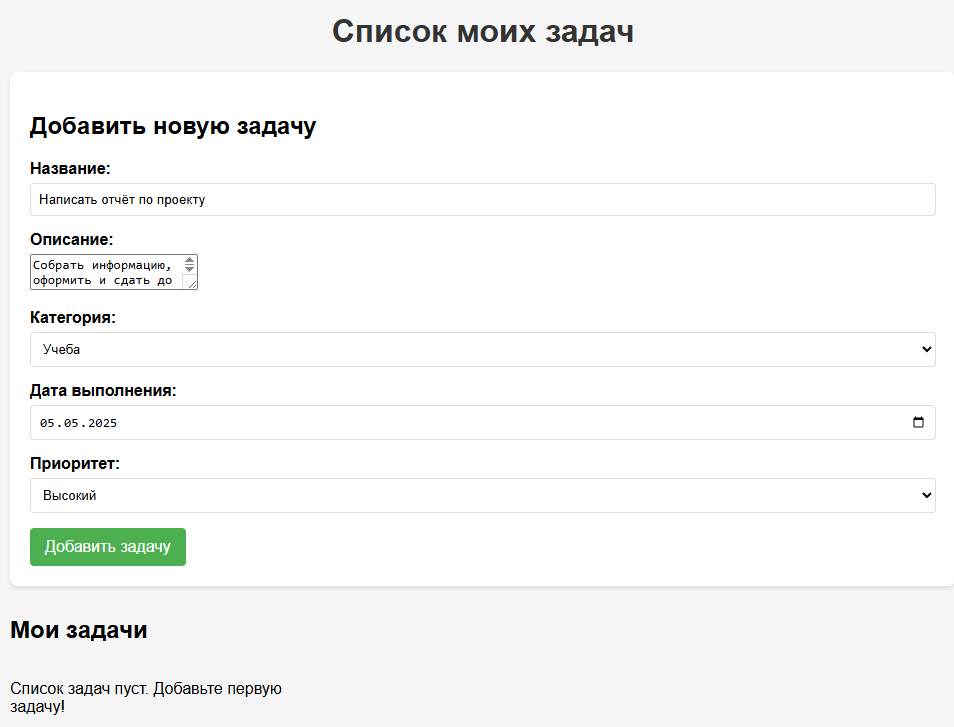 Список моих задач
Добавить новую задачу
Название:
Написать отчёт по проекту
Описание:
Собрать информацию,
оформить и сдать до
Категория:
Учеба
Дата выполнения:
05.05.2025
Приоритет:
Высокий
Добавить задачу
Мои задачи
Список задач пуст. Добавьте первую
задачу!